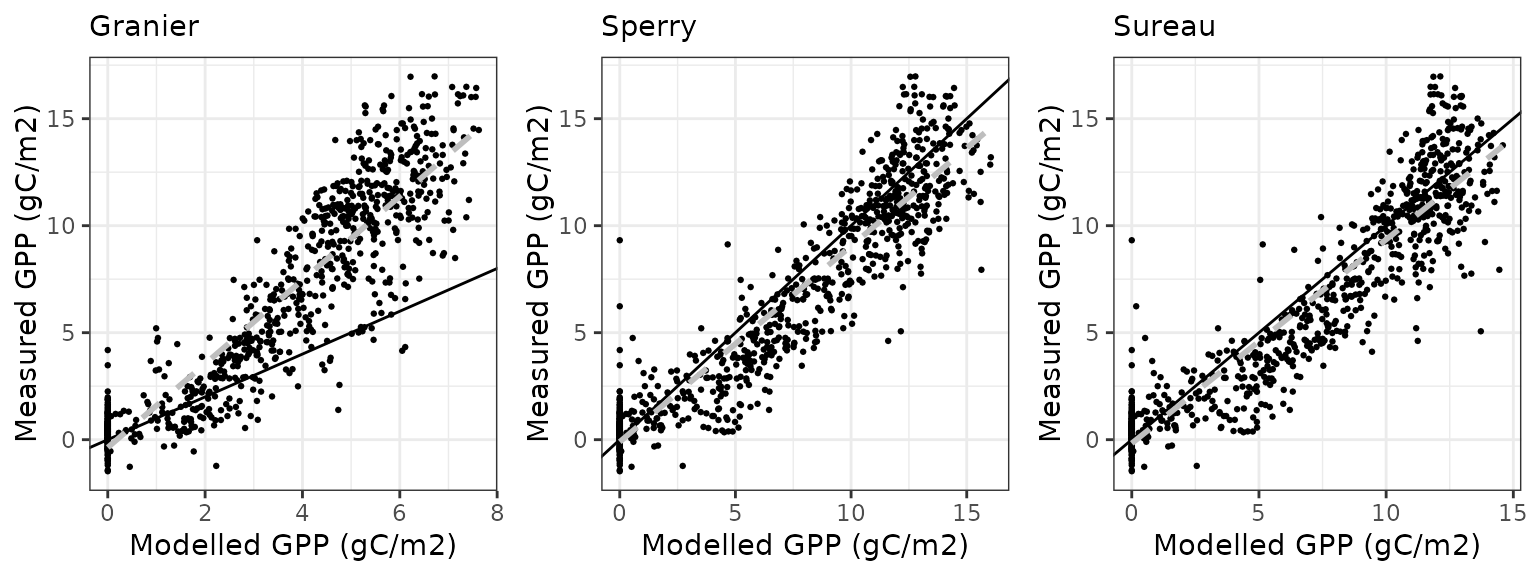 Granier
Sperry
Sureau
Measured GPP (gC/m2)
15
10
5
0
0 2 4 6 8
Modelled GPP (gC/m2)
Measured GPP (gC/m2)
15
10
5
0
0 5 10 15
Modelled GPP (gC/m2)
Measured GPP (gC/m2)
15
10
5
0
0 5 10 15
Modelled GPP (gC/m2)